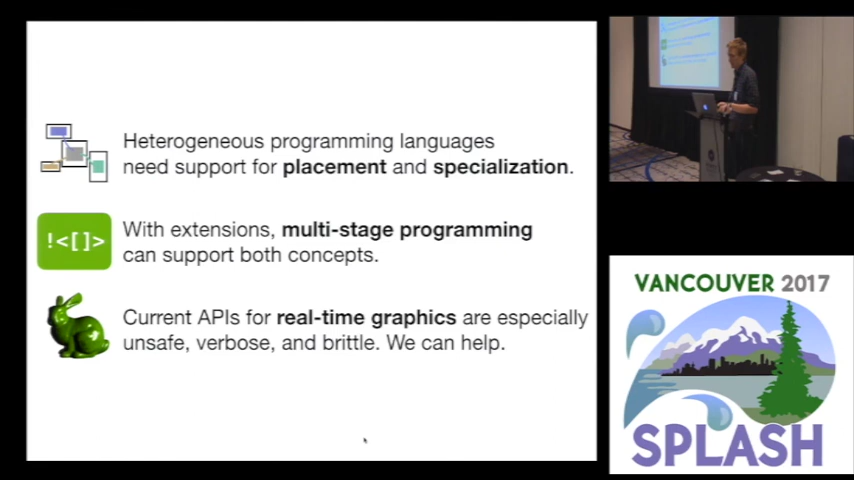 Heterogeneous programming languages
need support for placement and specialization.
!<[]>
With extensions, multi-stage programming
can support both concepts.
Current APIs for real-time graphics are especially
unsafe, verbose, and brittle. We can help.
VANCOUVER 2017
SPLASH